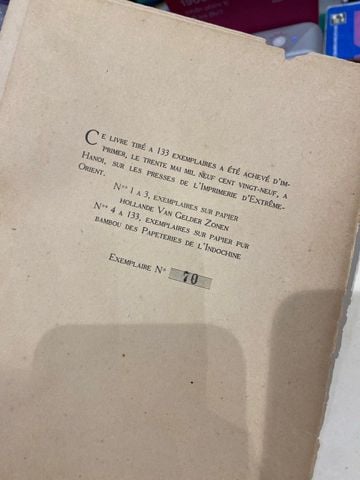 Ce livre tiré a 133 exemplaires a été achevé d'im-
primer, le trente mai mil neuf cent vingt-neuf, a
Hanoi, sur les presses de l'Imprimerie d'Extrême-
Orient.
Nos 1 a 3, exemplaires sur papier
hollande Van Gelder Zonen
Nos 4 a 133, exemplaires sur papier pur
bambou des Papeteries de l'Indochine
Exemplaire No 70